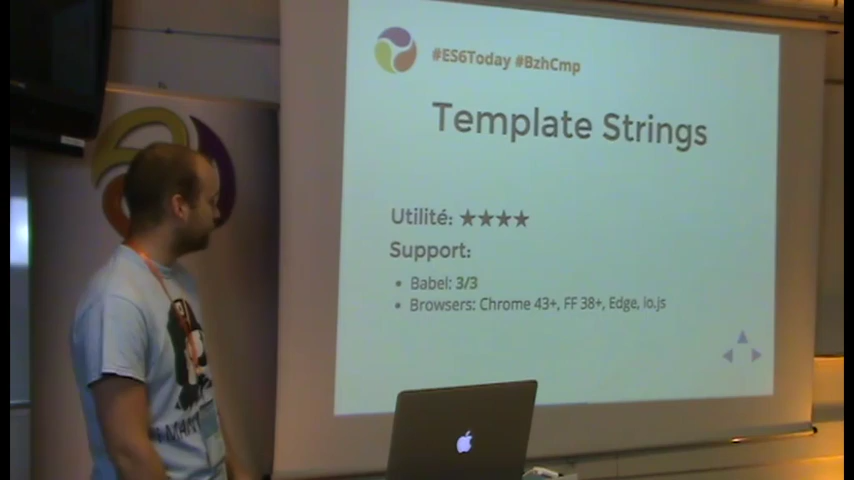 #ES6Today #BzhCmp
Template Strings
Utilité: ★★★★
Support:
• Babel: 3/3
• Browsers: Chrome 43+, FF 38+, Edge, io.js